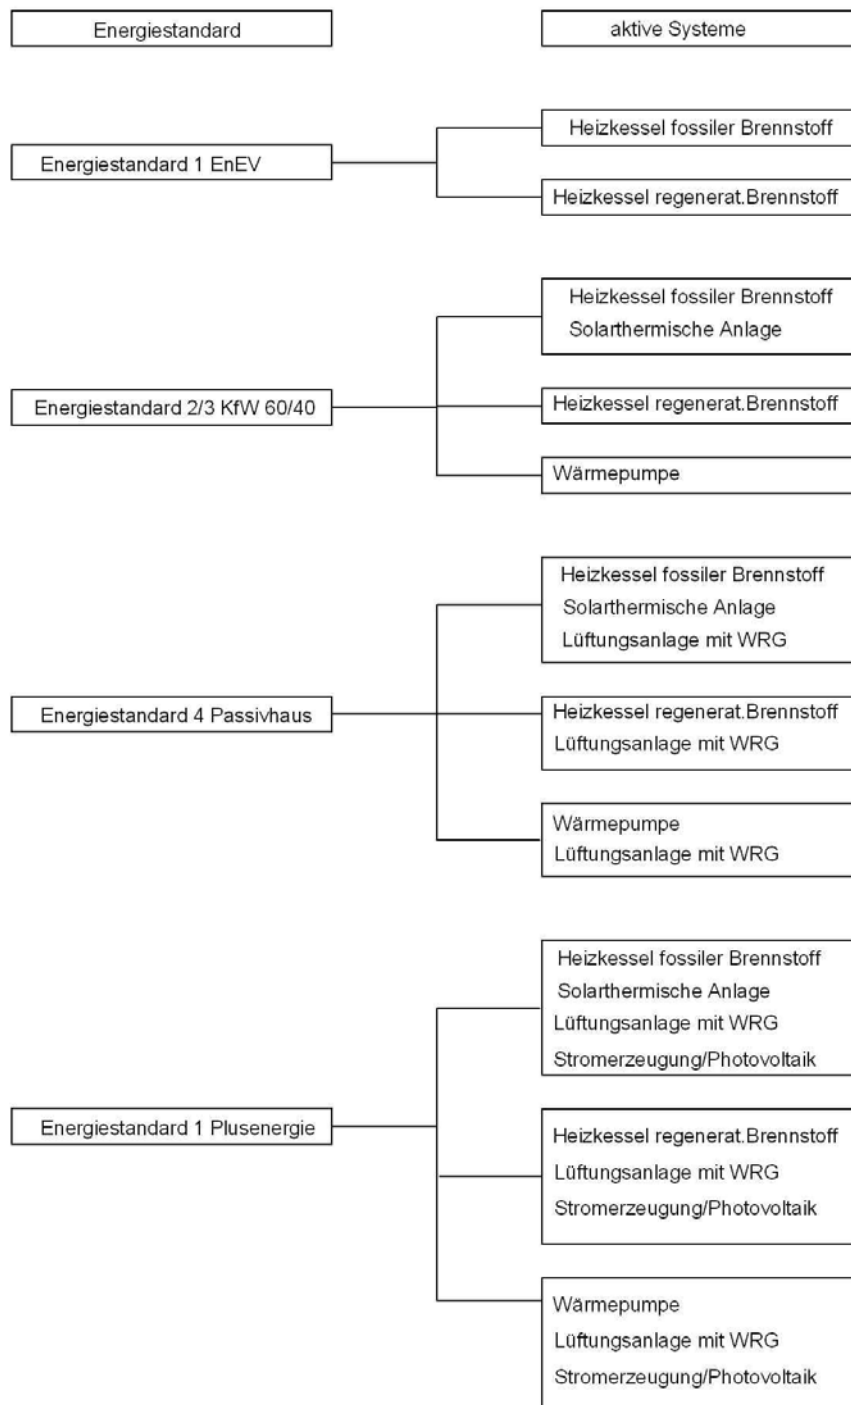 Energiestandard
aktive Systeme
Energiestandard 1 EnEV
Heizkessel fossiler Brennstoff
Heizkessel regenerat.Brennstoff
Energiestandard 2/3 KfW 60/40
Heizkessel fossiler Brennstoff
Solarthermische Anlage
Heizkessel regenerat.Brennstoff
Wärmepumpe
Energiestandard 4 Passivhaus
Heizkessel fossiler Brennstoff
Solarthermische Anlage
Lüftungsanlage mit WRG
Heizkessel regenerat.Brennstoff
Lüftungsanlage mit WRG
Wärmepumpe
Lüftungsanlage mit WRG
Energiestandard 1 Plusenergie
Heizkessel fossiler Brennstoff
Solarthermische Anlage
Lüftungsanlage mit WRG
Stromerzeugung/Photovoltaik
Heizkessel regenerat.Brennstoff
Lüftungsanlage mit WRG
Stromerzeugung/Photovoltaik
Wärmepumpe
Lüftungsanlage mit WRG
Stromerzeugung/Photovoltaik